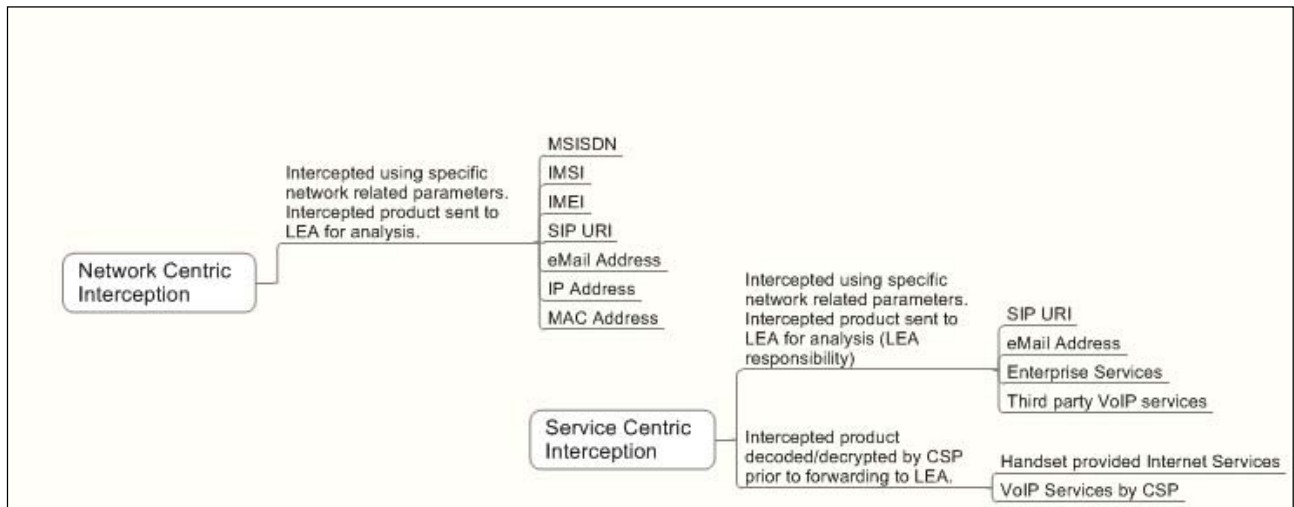 Network Centric
Interception
Intercepted using specific
network related parameters.
Intercepted product sent to
LEA for analysis.
MSISDN
IMSI
IMEI
SIP URI
eMail Address
IP Address
MAC Address
Service Centric
Interception
Intercepted using specific
network related parameters.
Intercepted product sent to
LEA for analysis (LEA
responsibility)
SIP URI
eMail Address
Enterprise Services
Third party VoIP services
Intercepted product
decoded/decrypted by CSP
prior to forwarding to LEA.
Handset provided Internet Services
VoIP Services by CSP